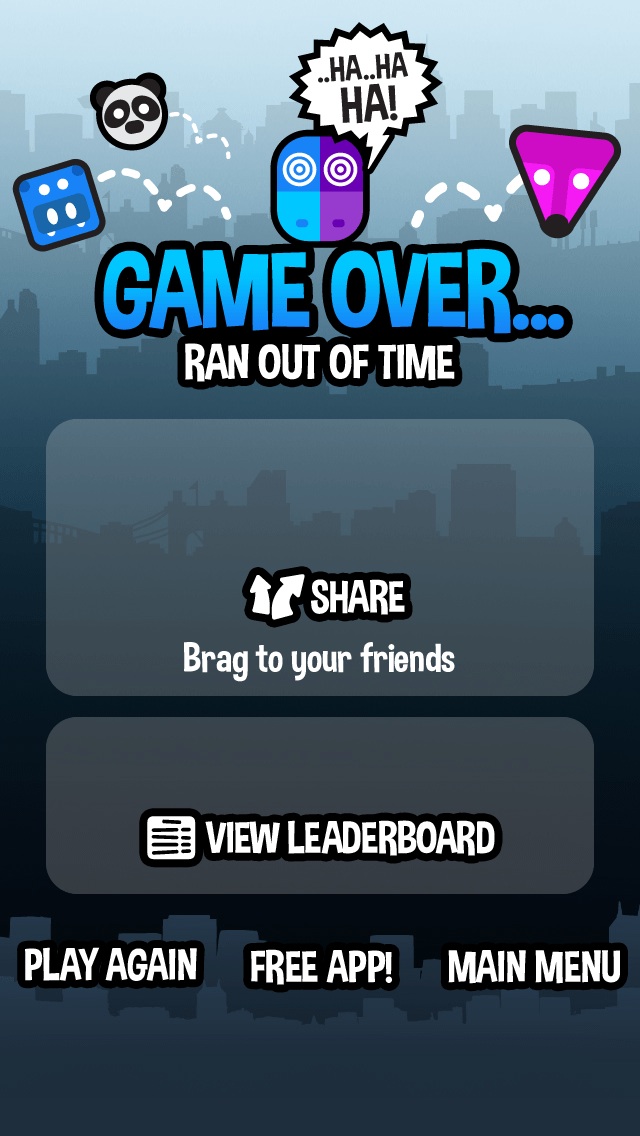 ..HA..HA
HA!
GAME OVER...
RAN OUT OF TIME
SHARE
Brag to your friends
VIEW LEADERBOARD
PLAY AGAIN
FREE APP!
MAIN MENU